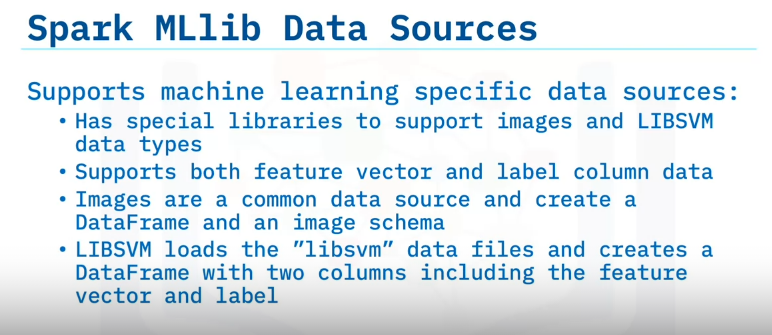 Spark MLlib Data Sources
Supports machine learning specific data sources:
• Has special libraries to support images and LIBSVM
data types
• Supports both feature vector and label column data
• Images are a common data source and create a
DataFrame and an image schema
• LIBSVM loads the ”libsvm” data files and creates a
DataFrame with two columns including the feature
vector and label